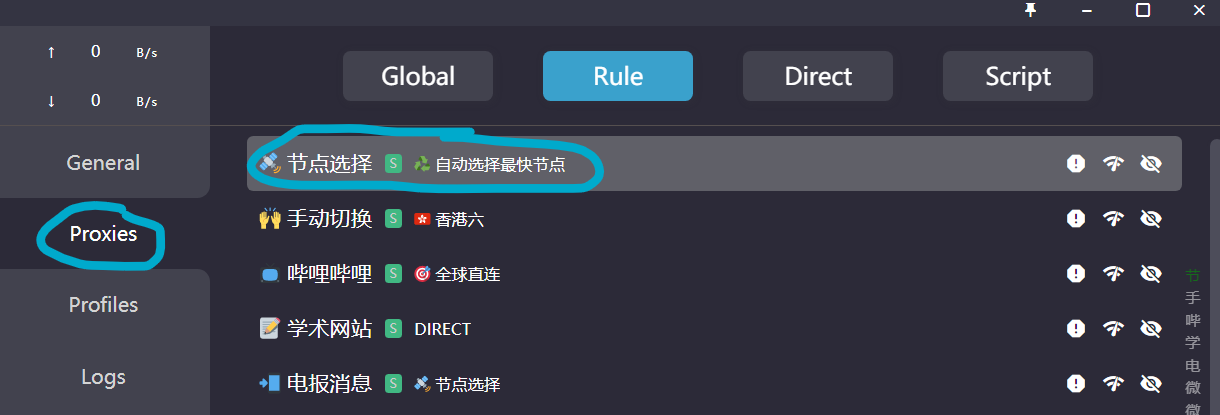 ↑ 0 B/s
↓ 0 B/s
General
Proxies
Profiles
Logs
Global Rule Direct Script
节点选择 S 自动选择最快节点
手动切换 S 香港六
哔哩哔哩 S 全球直连
学术网站 S DIRECT
电报消息 S 节点选择
节
手
哔
学
电
微
微